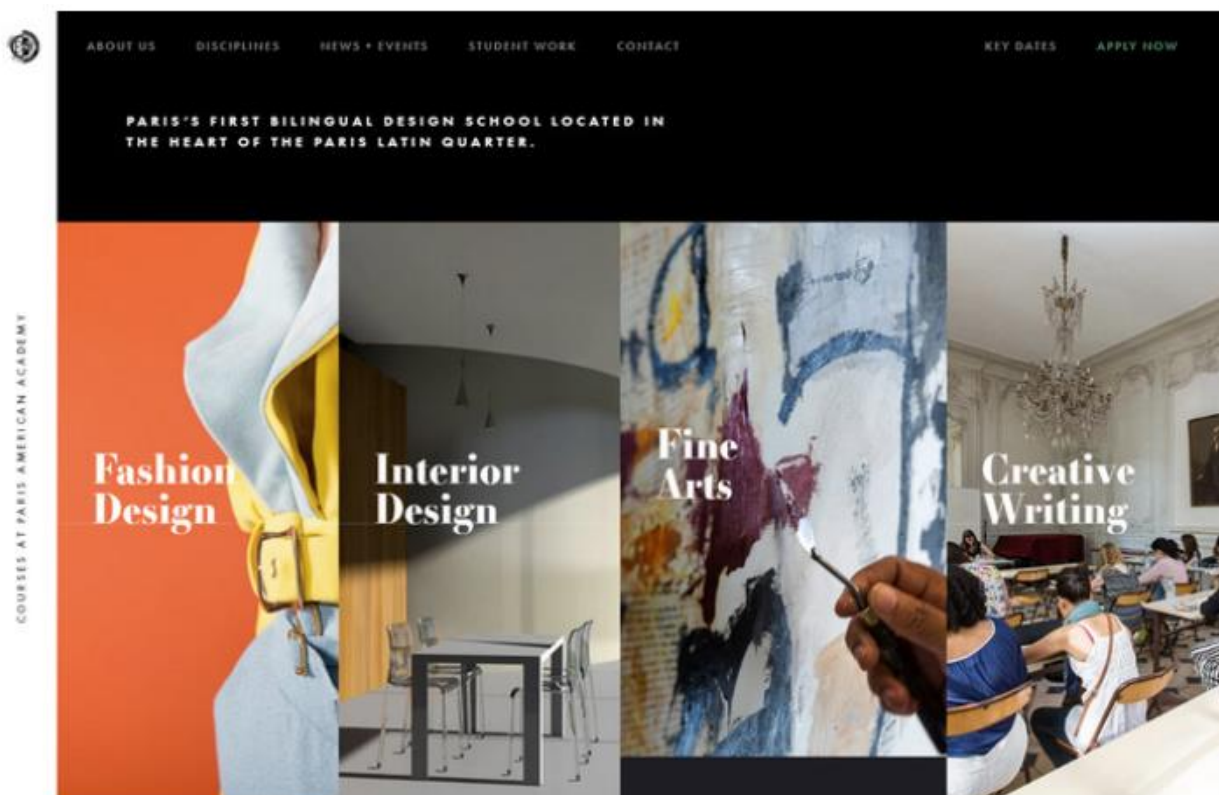 ABOUT US
DISCIPLINES
NEWS + EVENTS
STUDENT WORK
CONTACT
KEY DATES
APPLY NOW
PARIS'S FIRST BILINGUAL DESIGN SCHOOL LOCATED IN
THE HEART OF THE PARIS LATIN QUARTER.
COURSES AT PARIS AMERICAN ACADEMY
Fashion
Design
Interior
Design
Fine
Arts
Creative
Writing